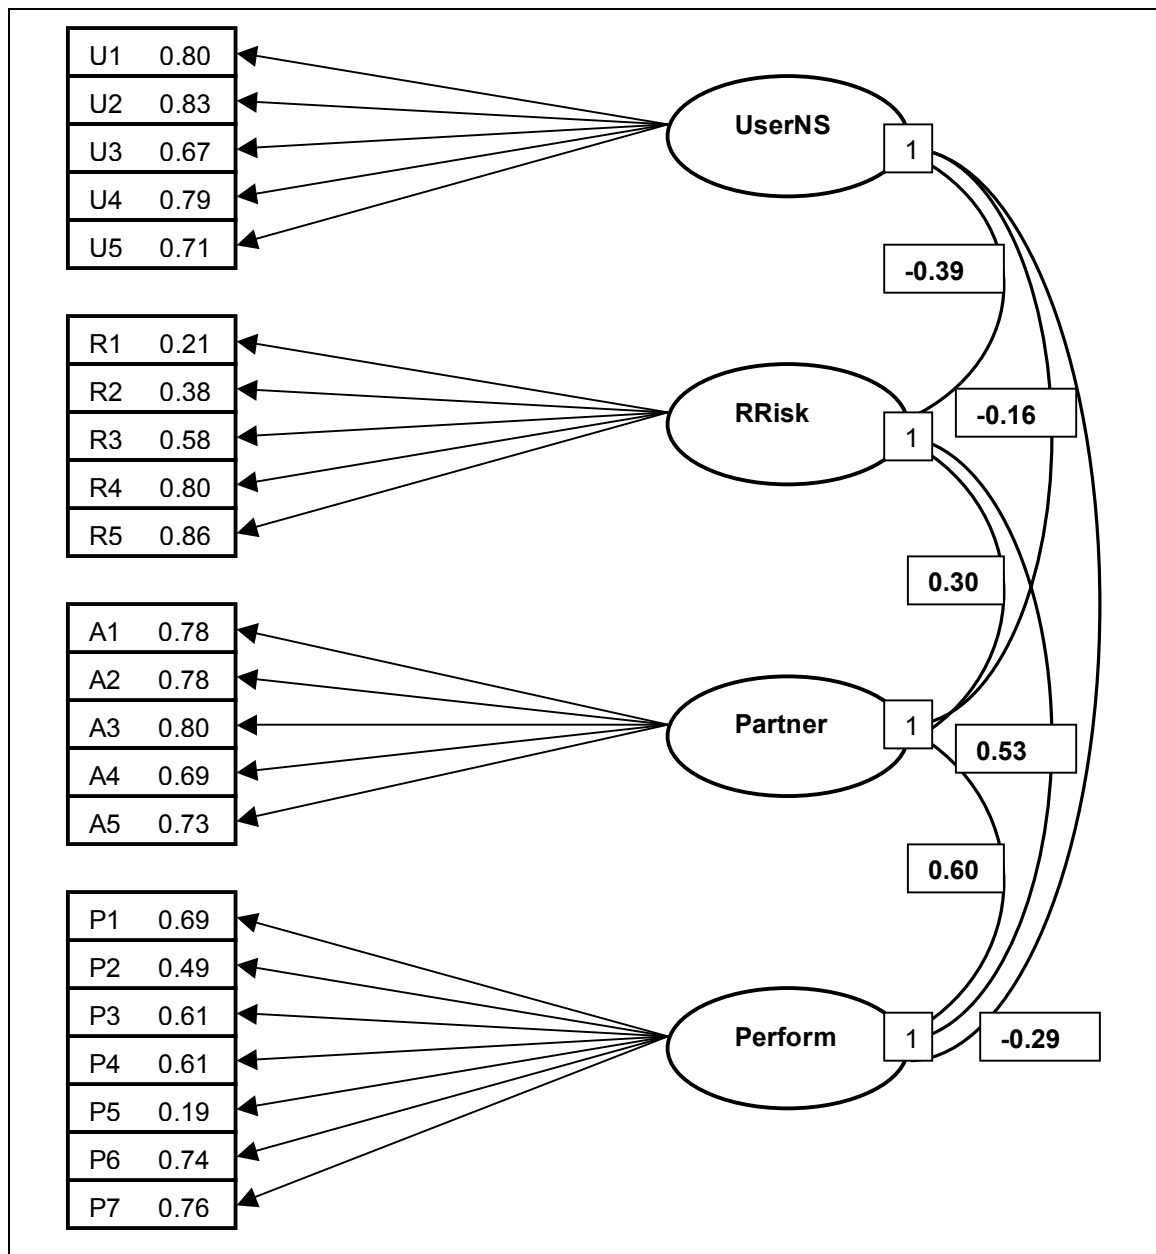 U1 0.80
U2 0.83
U3 0.67
U4 0.79
U5 0.71
UserNS
1
-0.39
R1 0.21
R2 0.38
R3 0.58
R4 0.80
R5 0.86
RRisk
1
-0.16
0.30
A1 0.78
A2 0.78
A3 0.80
A4 0.69
A5 0.73
Partner
1
0.53
0.60
P1 0.69
P2 0.49
P3 0.61
P4 0.61
P5 0.19
P6 0.74
P7 0.76
Perform
1
-0.29